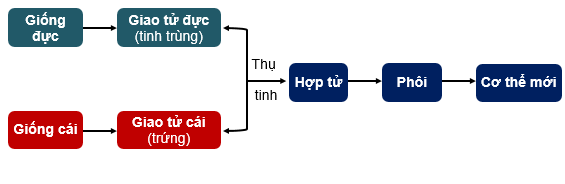 Giống
đực
Giao tử đực
(tinh trùng)
Thụ
tinh
Hợp tử
Phôi
Cơ thể mới
Giống cái
Giao tử cái
(trứng)